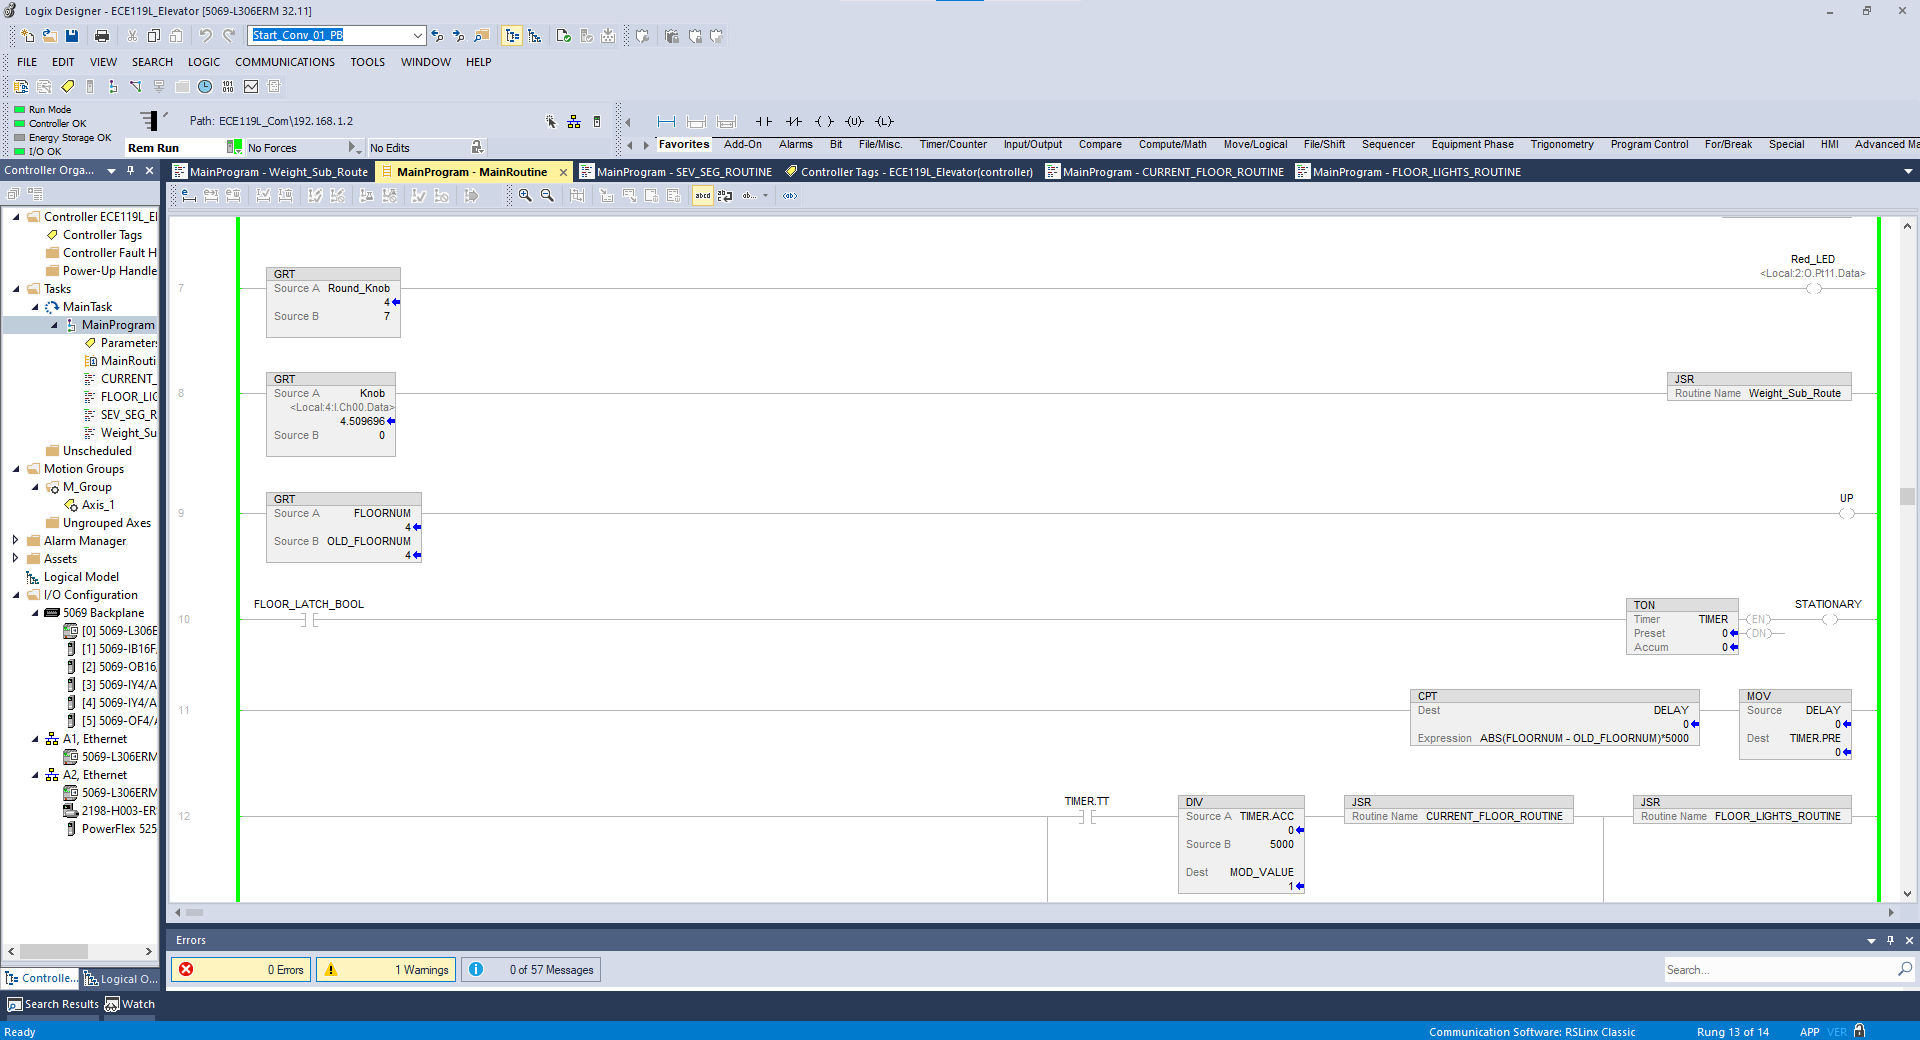 Logix Designer - ECE119L_Elevator [5069-L306ERM 32.11]
Start_Conv_01_PB
FILE EDIT VIEW SEARCH LOGIC COMMUNICATIONS TOOLS WINDOW HELP
Run Mode
Controller OK
Energy Storage OK
I/O OK
Path: ECE119L_Com\192.168.1.2
Rem Run No Forces No Edits
Favorites Add-On Alarms Bit File/Misc. Timer/Counter Input/Output Compare Compute/Math Move/Logical File/Shift Sequencer Equipment Phase Trigonometry Program Control For/Break Special HMI Advanced Ma
Controller Orga...
MainProgram - Weight_Sub_Route MainProgram - MainRoutine MainProgram - SEV_SEG_ROUTINE Controller Tags - ECE119L_Elevator(controller) MainProgram - CURRENT_FLOOR_ROUTINE MainProgram - FLOOR_LIGHTS_ROUTINE
Controller ECE119L_El
Controller Tags
Controller Fault H
Power-Up Handle
Tasks
MainTask
MainProgram
Parameters
MainRouti
CURRENT_
FLOOR_LIG
SEV_SEG_R
Weight_Su
Unscheduled
Motion Groups
M_Group
Axis_1
Ungrouped Axes
Alarm Manager
Assets
Logical Model
I/O Configuration
5069 Backplane
[0] 5069-L306E
[1] 5069-IB16F
[2] 5069-OB16
[3] 5069-IY4/A
[4] 5069-IY4/A
[5] 5069-OF4/A
A1, Ethernet
5069-L306ERM
A2, Ethernet
5069-L306ERM
2198-H003-ER
PowerFlex 525
Controlle... Logical O...
7
GRT
Source A Round_Knob
4
Source B 7
Red_LED
<Local:2:O.Pt11.Data>
8
GRT
Source A Knob
<Local:4:I.Ch00.Data>
4.509696
Source B 0
JSR
Routine Name Weight_Sub_Route
9
GRT
Source A FLOORNUM
4
Source B OLD_FLOORNUM
4
UP
10
FLOOR_LATCH_BOOL
TON
Timer TIMER
Preset 0
Accum 0
EN
DN
STATIONARY
11
CPT
Dest DELAY
0
Expression ABS(FLOORNUM - OLD_FLOORNUM)*5000
MOV
Source DELAY
0
Dest TIMER.PRE
0
12
TIMER.TT
DIV
Source A TIMER.ACC
0
Source B 5000
Dest MOD_VALUE
1
JSR
Routine Name CURRENT_FLOOR_ROUTINE
JSR
Routine Name FLOOR_LIGHTS_ROUTINE
Errors
0 Errors 1 Warnings 0 of 57 Messages
Search...
Search Results Watch
Ready
Communication Software: RSLinx Classic Rung 13 of 14 APP VER